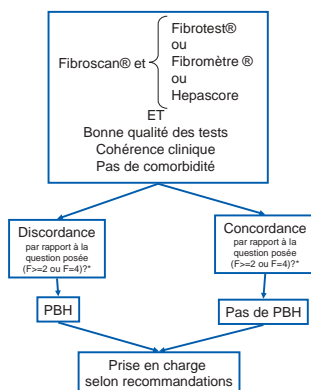 Fibrotest®
ou
Fibroscan® et
Fibromètre ®
ou
Hepascore
ET
Bonne qualité des tests
Cohérence clinique
Pas de comorbidité
Discordance
par rapport à la
question posée
(F>=2 ou F=4)?*
Concordance
par rapport à la
question posée
(F>=2 ou F=4)?*
PBH
Pas de PBH
Prise en charge
selon recommandations